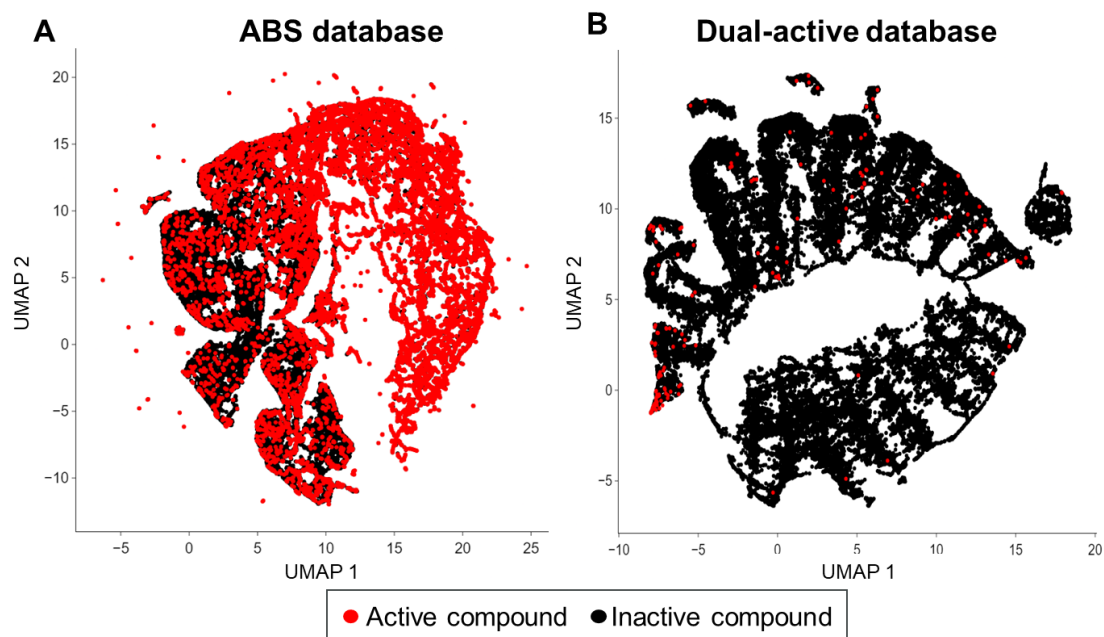 A
ABS database
20
15
10
5
0
−5
−10
UMAP 2
−5
0
5
10
15
20
25
UMAP 1
B
Dual-active database
15
10
5
0
−5
UMAP 2
−10
−5
0
5
10
15
20
UMAP 1
Active compound
Inactive compound